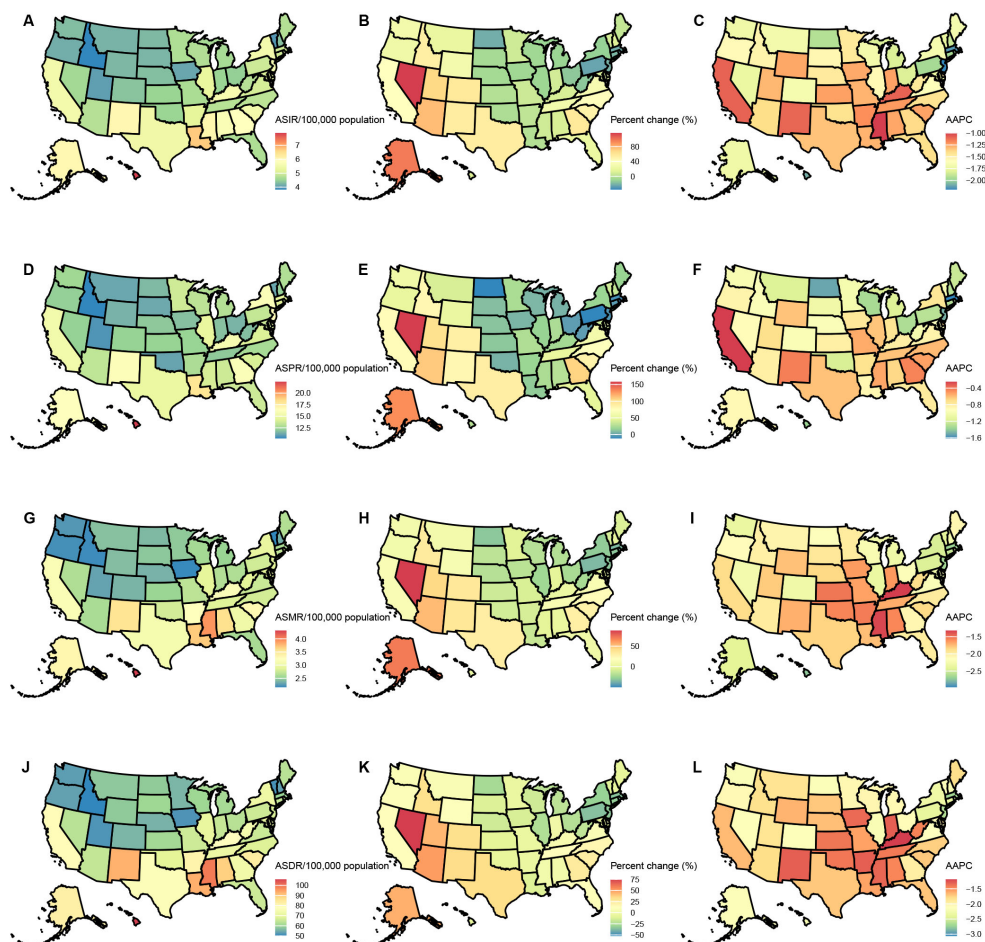 A
B
C
ASIR/100,000 population
7
6
5
4
Percent change (%)
80
40
0
AAPC
−1.00
−1.25
−1.50
−1.75
−2.00
D
E
F
ASPR/100,000 population
20.0
17.5
15.0
12.5
Percent change (%)
150
100
50
0
AAPC
−0.4
−0.8
−1.2
−1.6
G
H
I
ASMR/100,000 population
4.0
3.5
3.0
2.5
Percent change (%)
50
0
AAPC
−1.5
−2.0
−2.5
J
K
L
ASDR/100,000 population
100
90
80
70
60
50
Percent change (%)
75
50
25
0
−25
−50
AAPC
−1.5
−2.0
−2.5
−3.0